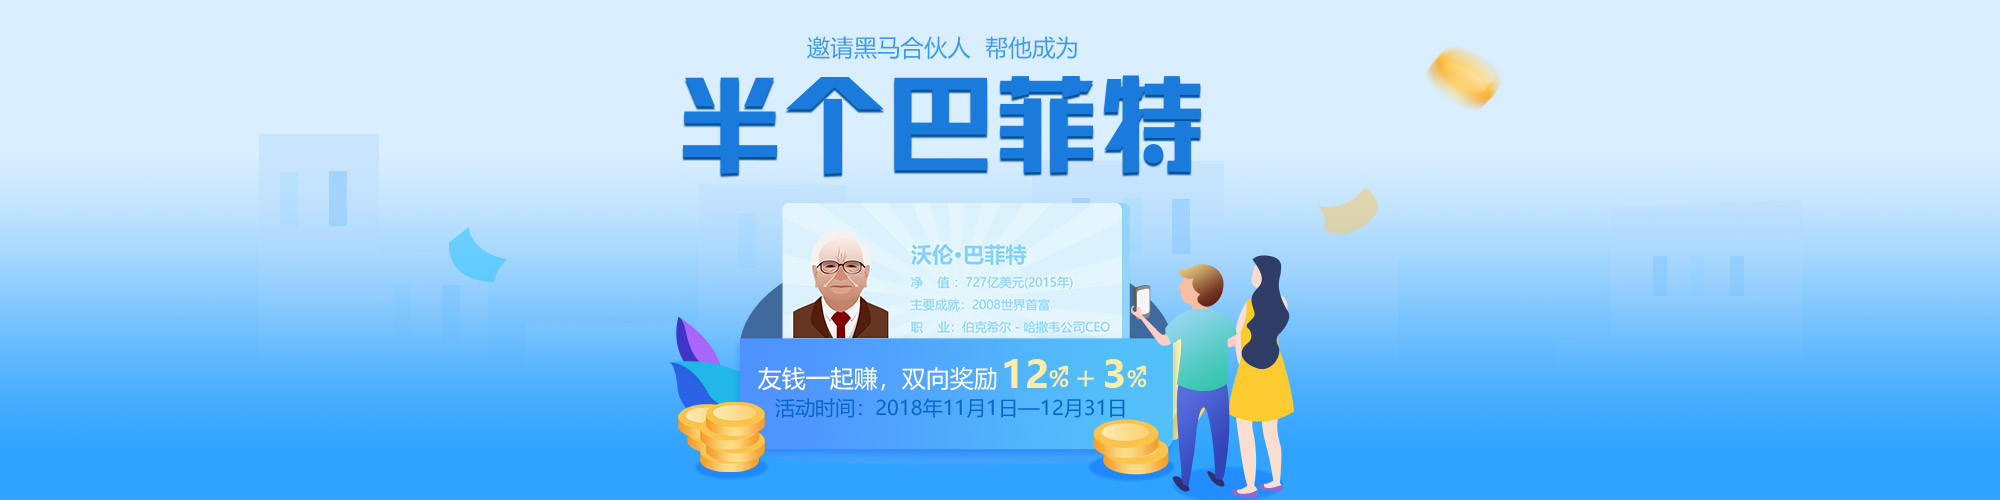 邀请黑马合伙人 帮他成为
半个巴菲特
沃伦·巴菲特
净 值：727亿美元(2015年)
主要成就：2008世界首富
职 业：伯克希尔-哈撒韦公司CEO
友钱一起赚，双向奖励 12% + 3%
活动时间：2018年11月1日—12月31日